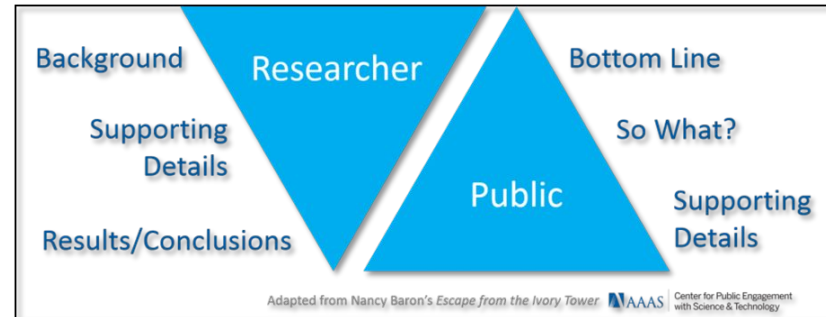 Background
Supporting
Details
Results/Conclusions
Researcher
Public
Bottom Line
So What?
Supporting
Details
Adapted from Nancy Baron's Escape from the Ivory Tower
AAAS
Center for Public Engagement
with Science & Technology